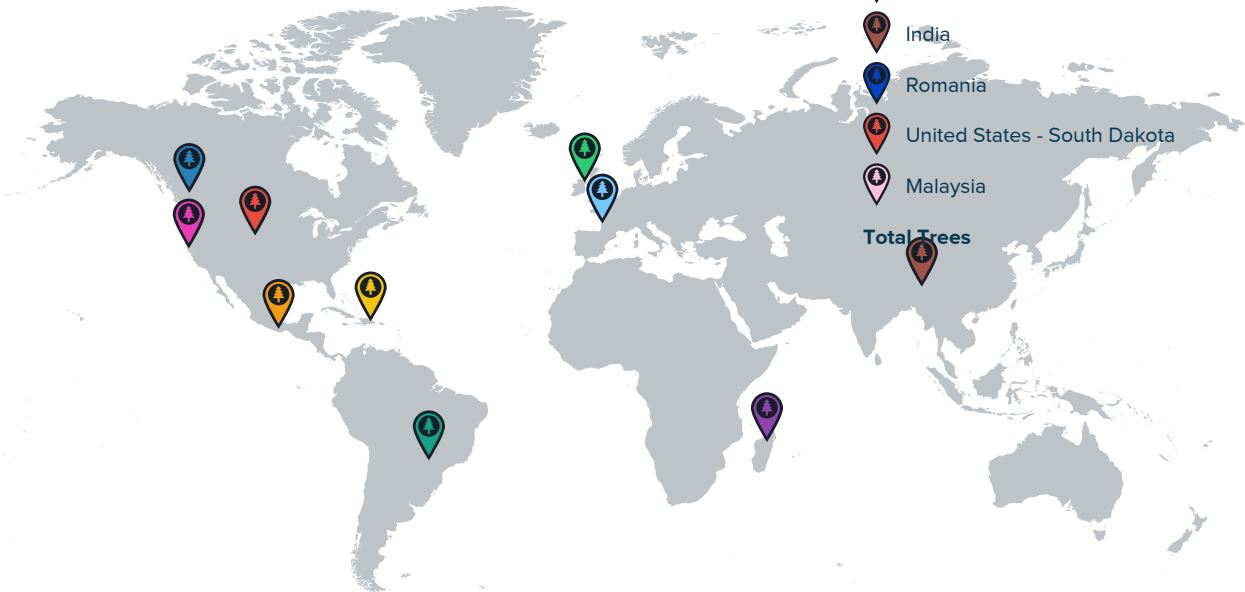 India
Romania
United States - South Dakota
Malaysia
Total Trees